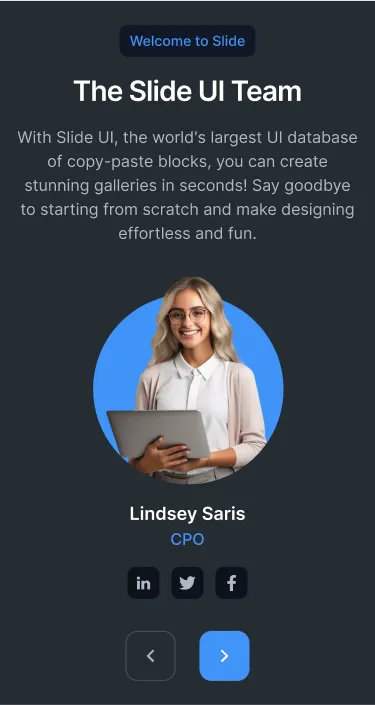 Welcome to Slide
The Slide UI Team
With Slide UI, the world's largest UI database
of copy-paste blocks, you can create
stunning galleries in seconds! Say goodbye
to starting from scratch and make designing
effortless and fun.
Lindsey Saris
CPO